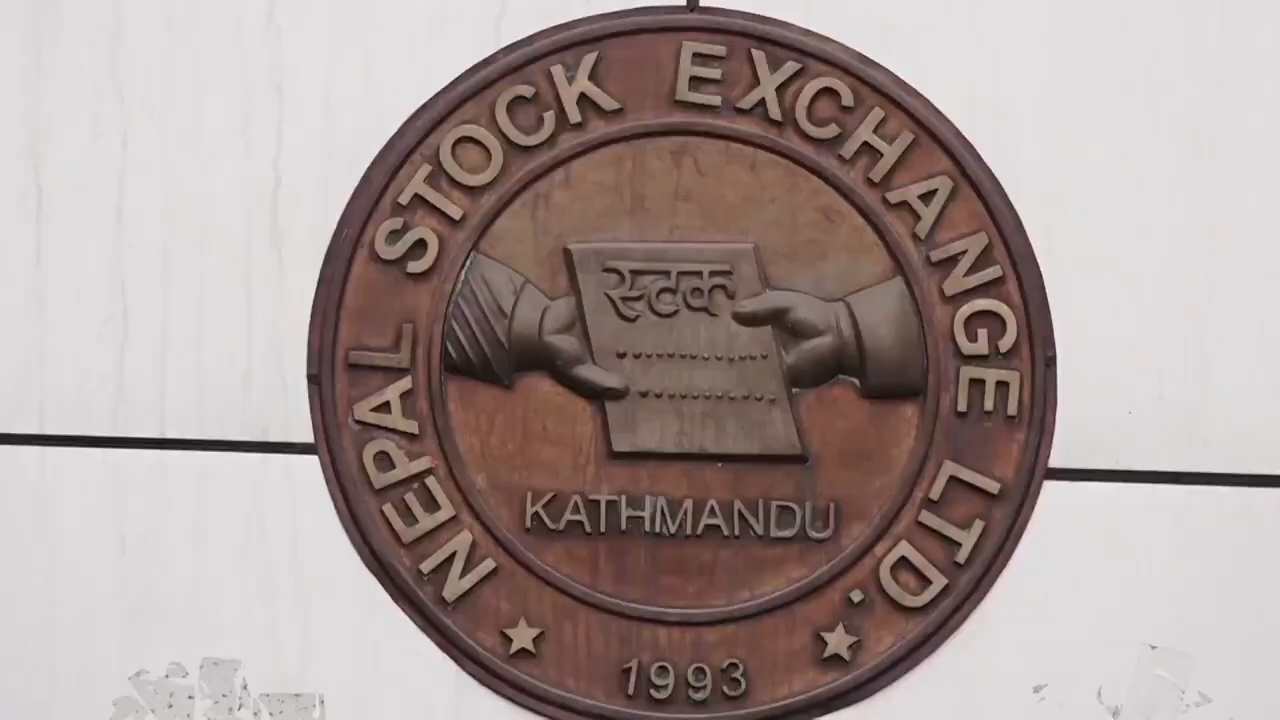 NEPAL STOCK EXCHANGE LTD.
स्टक
KATHMANDU
1993